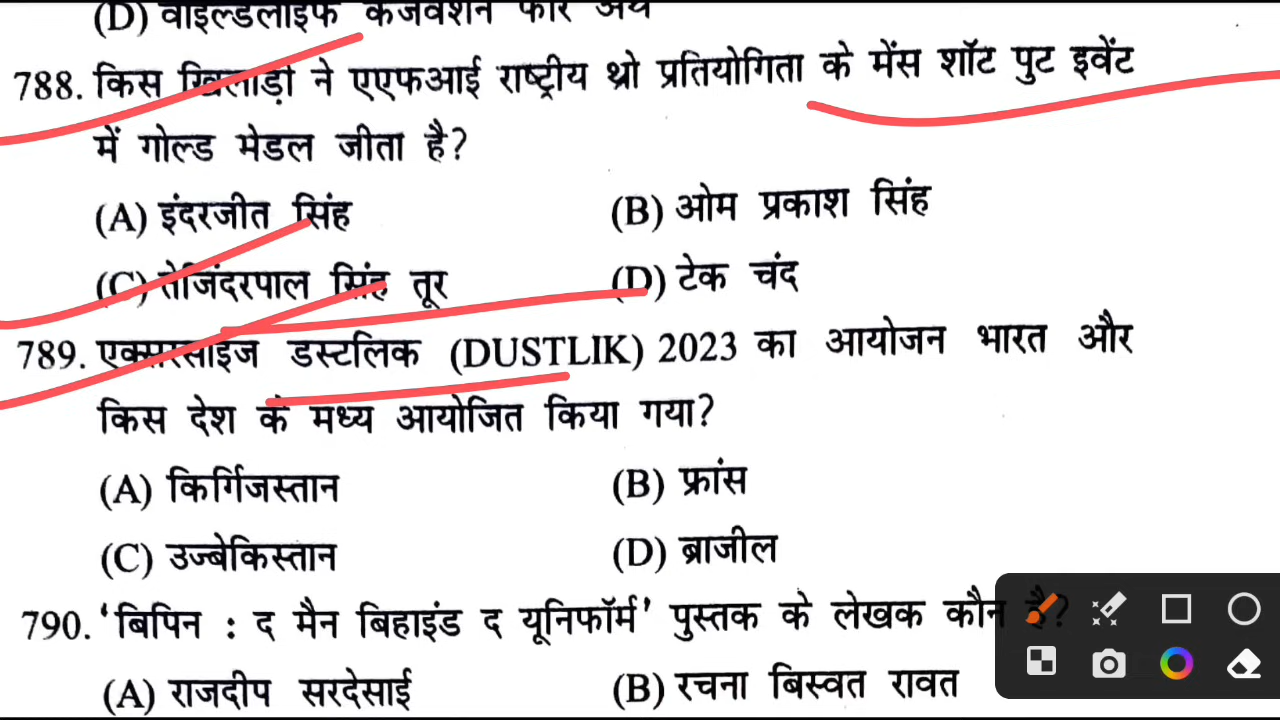 (D) वाइल्डलाइफ कंजर्वेशन फॉर अर्थ
788. किस खिलाड़ी ने एएफआई राष्ट्रीय थ्रो प्रतियोगिता के मेंस शॉट पुट इवेंट
में गोल्ड मेडल जीता है?
(A) इंदरजीत सिंह (B) ओम प्रकाश सिंह
(C) तेजिंदरपाल सिंह तूर (D) टेक चंद
789. एक्सरसाइज डस्टलिक (DUSTLIK) 2023 का आयोजन भारत और
किस देश के मध्य आयोजित किया गया?
(A) किर्गिजस्तान (B) फ्रांस
(C) उज्बेकिस्तान (D) ब्राजील
790. ‘बिपिन : द मैन बिहाइंड द यूनिफॉर्म’ पुस्तक के लेखक कौन है?
(A) राजदीप सरदेसाई (B) रचना बिस्वत रावत